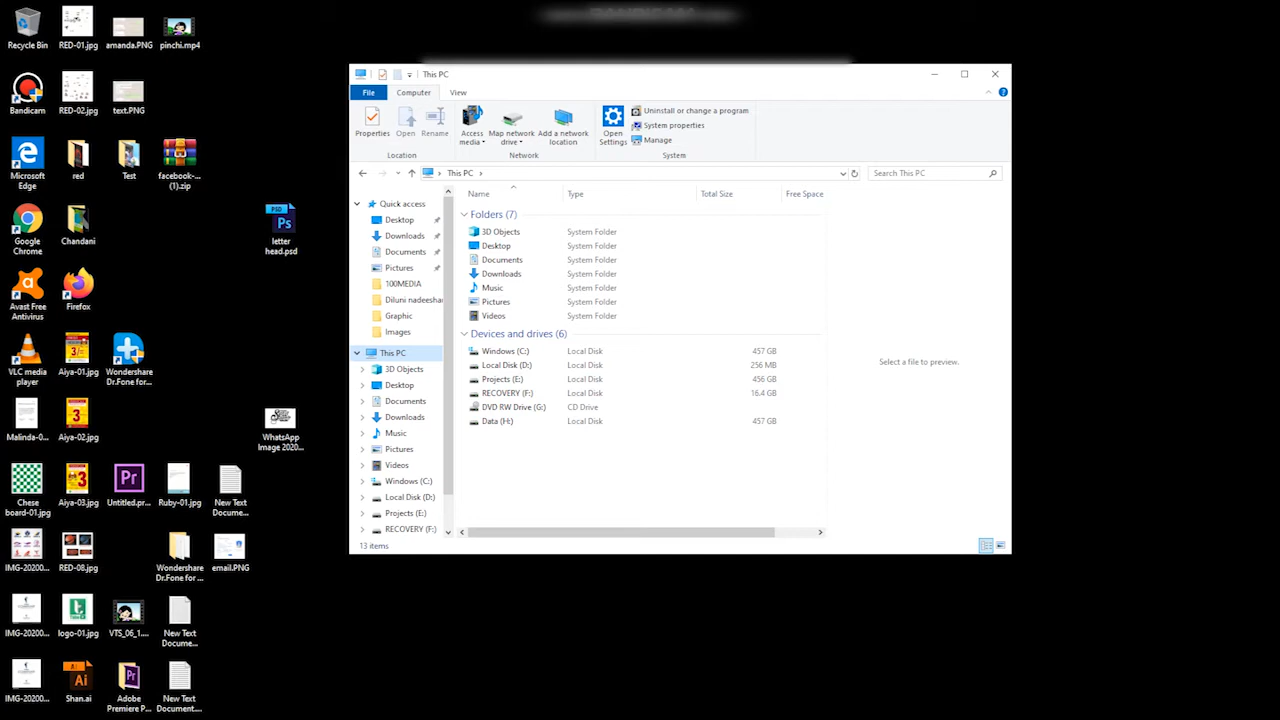 Recycle Bin
RED-01.jpg
amanda.PNG
pinchi.mp4
Bandicam
RED-02.jpg
text.PNG
Microsoft
Edge
red
Test
facebook-...
(1).zip
Google
Chrome
Chandani
letter
head.psd
Avast Free
Antivirus
Firefox
VLC media
player
Aiya-01.jpg
Wondershare
Dr.Fone for...
Malinda-0...
Aiya-02.jpg
WhatsApp
Image 2020...
Chese
board-01.jpg
Aiya-03.jpg
Untitled.pr...
Ruby-01.jpg
New Text
Docume...
IMG-20200...
RED-08.jpg
Wondershare
Dr.Fone for ...
email.PNG
IMG-20200...
logo-01.jpg
VTS_06_1....
New Text
Docume...
IMG-20200...
Shan.ai
Adobe
Premiere P...
New Text
Document....
This PC
File
Computer
View
Properties
Open
Rename
Location
Access
media
Map network
drive
Add a network
location
Network
Open
Settings
Uninstall or change a program
System properties
Manage
System
This PC
Search This PC
Name
Type
Total Size
Free Space
Quick access
Desktop
Downloads
Documents
Pictures
100MEDIA
Diluni nadeesha
Graphic
Images
This PC
3D Objects
Desktop
Documents
Downloads
Music
Pictures
Videos
Windows (C:)
Local Disk (D:)
Projects (E:)
RECOVERY (F:)
Folders (7)
3D Objects System Folder
Desktop System Folder
Documents System Folder
Downloads System Folder
Music System Folder
Pictures System Folder
Videos System Folder
Devices and drives (6)
Windows (C:) Local Disk 457 GB
Local Disk (D:) Local Disk 256 MB
Projects (E:) Local Disk 456 GB
RECOVERY (F:) Local Disk 16.4 GB
DVD RW Drive (G:) CD Drive
Data (H:) Local Disk 457 GB
Select a file to preview.
13 items